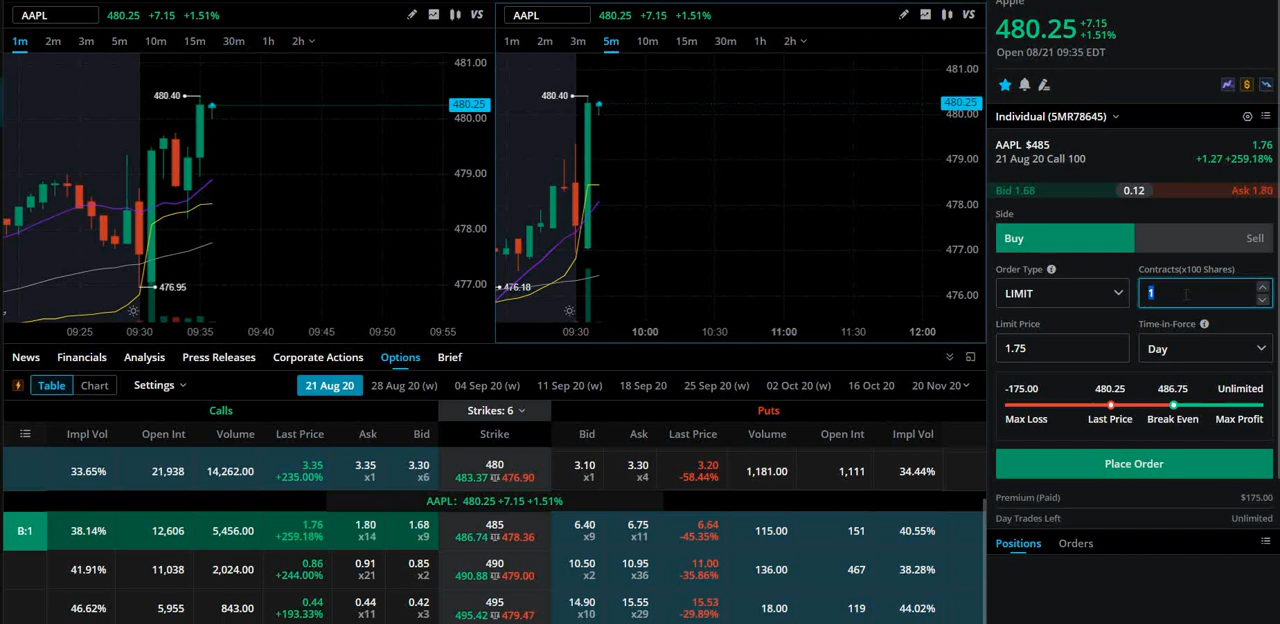 AAPL 480.25 +7.15 +1.51% VS
1m 2m 3m 5m 10m 15m 30m 1h 2h
481.00
480.40
480.25
480.00
479.00
478.00
477.00
476.95
09:25 09:30 09:35 09:40 09:45 09:50 09:55
AAPL 480.25 +7.15 +1.51% VS
1m 2m 3m 5m 10m 15m 30m 1h 2h
481.00
480.40
480.25
480.00
479.00
478.00
477.00
476.18
476.00
09:30 10:00 10:30 11:00 11:30 12:00
News Financials Analysis Press Releases Corporate Actions Options Brief
Table Chart Settings 21 Aug 20 28 Aug 20 (w) 04 Sep 20 (w) 11 Sep 20 (w) 18 Sep 20 25 Sep 20 (w) 02 Oct 20 (w) 16 Oct 20 20 Nov 20
Calls Strikes: 6 Puts
Impl Vol Open Int Volume Last Price Ask Bid Strike Bid Ask Last Price Volume Open Int Impl Vol
33.65% 21,938 14,262.00 3.35 3.35 3.30 480 3.10 3.30 3.20 1,181.00 1,111 34.44%
+235.00% x1 x6 483.37 476.90 x1 x4 -58.44%
AAPL: 480.25 +7.15 +1.51%
B:1 38.14% 12,606 5,456.00 1.76 1.80 1.68 485 6.40 6.75 6.64 115.00 151 40.55%
+259.18% x14 x9 486.74 478.36 x9 x11 -45.35%
41.91% 11,038 2,024.00 0.86 0.91 0.85 490 10.50 10.95 11.00 136.00 467 38.28%
+244.00% x21 x2 490.88 479.00 x2 x36 -35.86%
46.62% 5,955 843.00 0.44 0.44 0.42 495 14.90 15.55 15.53 18.00 119 44.02%
+193.33% x11 x3 495.42 479.47 x10 x29 -29.89%
Apple
480.25 +7.15
+1.51%
Open 08/21 09:35 EDT
Individual (5MR78645)
AAPL $485 1.76
21 Aug 20 Call 100 +1.27 +259.18%
Bid 1.68 0.12 Ask 1.80
Side
Buy Sell
Order Type Contracts(x100 Shares)
LIMIT 1
Limit Price Time-in-Force
1.75 Day
-175.00 480.25 486.75 Unlimited
Max Loss Last Price Break Even Max Profit
Place Order
Premium (Paid) $175.00
Day Trades Left Unlimited
Positions Orders